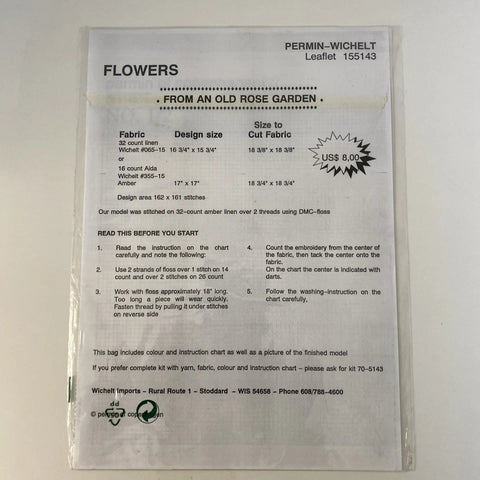 PERMIN-WICHELT
Leaflet 155143
FLOWERS
. FROM AN OLD ROSE GARDEN .
Fabric Design size Size to Cut Fabric
32 count linen
Wichelt #065-15 16 3/4" x 15 3/4" 18 3/8" x 18 3/8"
or
16 count Aida
Wichelt #355-15
Amber 17" x 17" 18 3/4" x 18 3/4"
US$ 8,00
Design area 162 x 161 stitches
Our model was stitched on 32-count amber linen over 2 threads using DMC-floss
READ THIS BEFORE YOU START
1. Read the instruction on the chart
carefully and note the following:
2. Use 2 strands of floss over 1 stitch on 14
count and over 2 stitches on 26 count
3. Work with floss approximately 18" long.
Too long a piece will wear quickly.
Fasten thread by pulling it under stitches
on reverse side
4. Count the embroidery from the center of
the fabric, then tack the center onto the
fabric.
On the chart the center is indicated with
darts.
5. Follow the washing-instruction on the
chart carefully,
This bag includes colour and instruction chart as well as a picture of the finished model
If you prefer complete kit with yarn, fabric, colour and instruction chart - please ask for kit 70-5143
Wichelt Imports - Rural Route 1 - Stoddard - WI 54658 - Phone 608/788-4600
PP
© permin of copenhagen